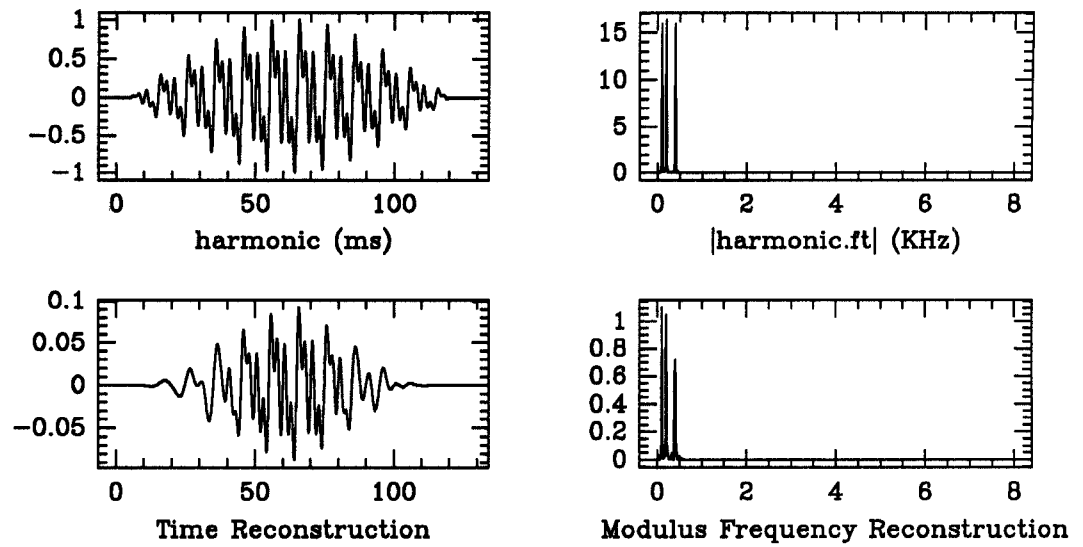 1
0.5
0
−0.5
−1
0 50 100
harmonic (ms)
15
10
5
0
0 2 4 6 8
|harmonic.ft| (KHz)
0.1
0.05
0
−0.05
0 50 100
Time Reconstruction
1
0.8
0.6
0.4
0.2
0
0 2 4 6 8
Modulus Frequency Reconstruction